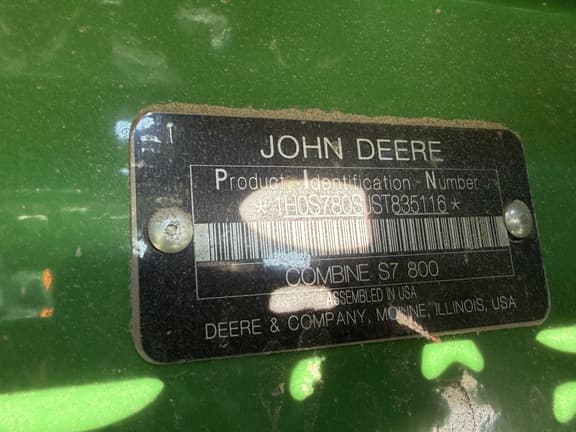 JOHN DEERE
Product Identification Number
*1H0S780SJST835116*
COMBINE S7 800
ASSEMBLED IN USA
DEERE & COMPANY, MOLINE, ILLINOIS, USA